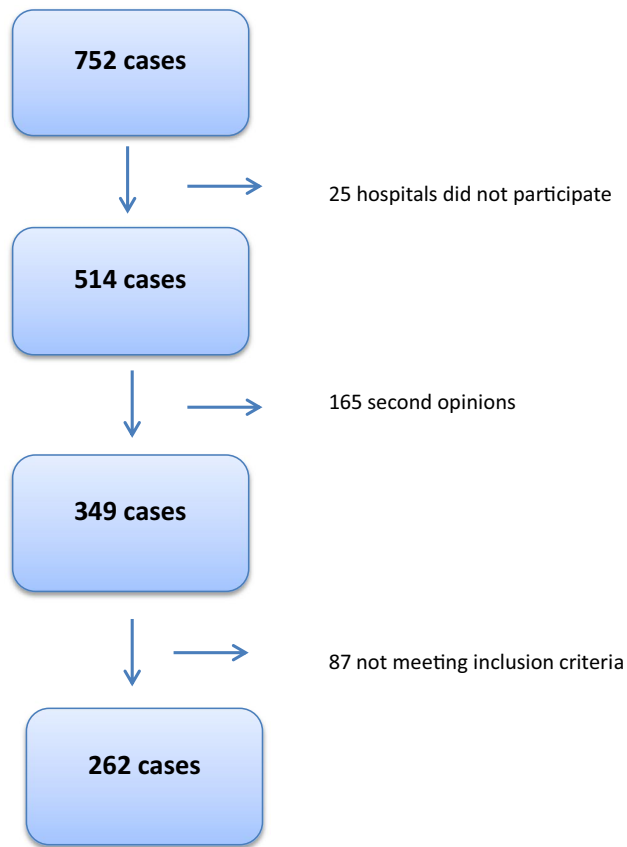 752 cases
25 hospitals did not participate
514 cases
165 second opinions
349 cases
87 not meeting inclusion criteria
262 cases